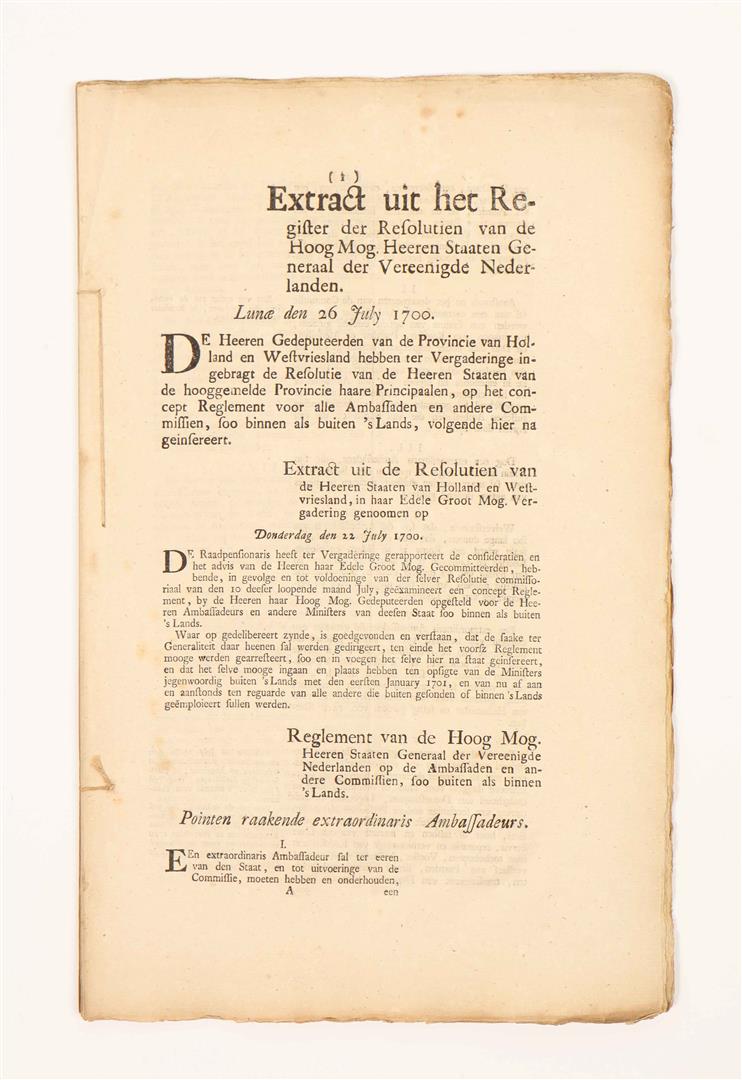 ( 1 )
Extract uit het Re-
giſter der Reſolutien van de
Hoog Mog. Heeren Staaten Ge-
neraal der Vereenigde Neder-
landen.
Lunæ den 26 July 1700.
DE Heeren Gedeputeerden van de Provincie van Hol-
land en Weſtvriesland hebben ter Vergaderinge in-
gebragt de Reſolutie van de Heeren Staaten van
de hooggemelde Provincie haare Principaalen, op het con-
cept Reglement voor alle Ambaſſaden en andere Com-
miſſien, ſoo binnen als buiten 's Lands, volgende hier na
geinſereert.
Extract uit de Reſolutien van
de Heeren Staaten van Holland en Weſt-
vriesland, in haar Edele Groot Mog. Ver-
gadering genoomen op
Donderdag den 22 July 1700.
DE Raadpenſionaris heeft ter Vergaderinge gerapporteert de conſideratien en
het advis van de Heeren haar Edele Groot Mog. Gecommitteerden, heb-
bende, in gevolge en tot voldoeninge van der ſelver Reſolutie commiſſo-
riaal van den 10 deeſer loopende maand July, geëxamineert een concept Regle-
ment, by de Heeren haar Hoog Mog. Gedeputeerden opgeſteld voor de Hee-
ren Ambaſſadeurs en andere Miniſters van deeſen Staat ſoo binnen als buiten
's Lands.
Waar op gedelibereert zynde, is goedgevonden en verſtaan, dat de ſaake ter
Generaliteit daar heenen ſal werden gedirigeert, ten einde het voorſz Reglement
mooge werden gearreſteert, ſoo en in voegen het ſelve hier na ſtaat geinſereert,
en dat het ſelve mooge ingaan en plaats hebben ten opſigte van de Miniſters
jegenwoordig buiten 's Lands met den eerſten January 1701, en van nu af aan
en aanſtonds ten reguarde van alle andere die buiten geſonden of binnen 's Lands
geëmploieert ſullen werden.
Reglement van de Hoog Mog.
Heeren Staaten Generaal der Vereenigde
Nederlanden op de Ambaſſaden en an-
dere Commiſſien, ſoo buiten als binnen
's Lands.
Pointen raakende extraordinaris Ambaſſadeurs.
I.
EEn extraordinaris Ambaſſadeur ſal ter eeren
van den Staat, en tot uitvoeringe van de
Commiſſie, moeten hebben en onderhouden,
A een